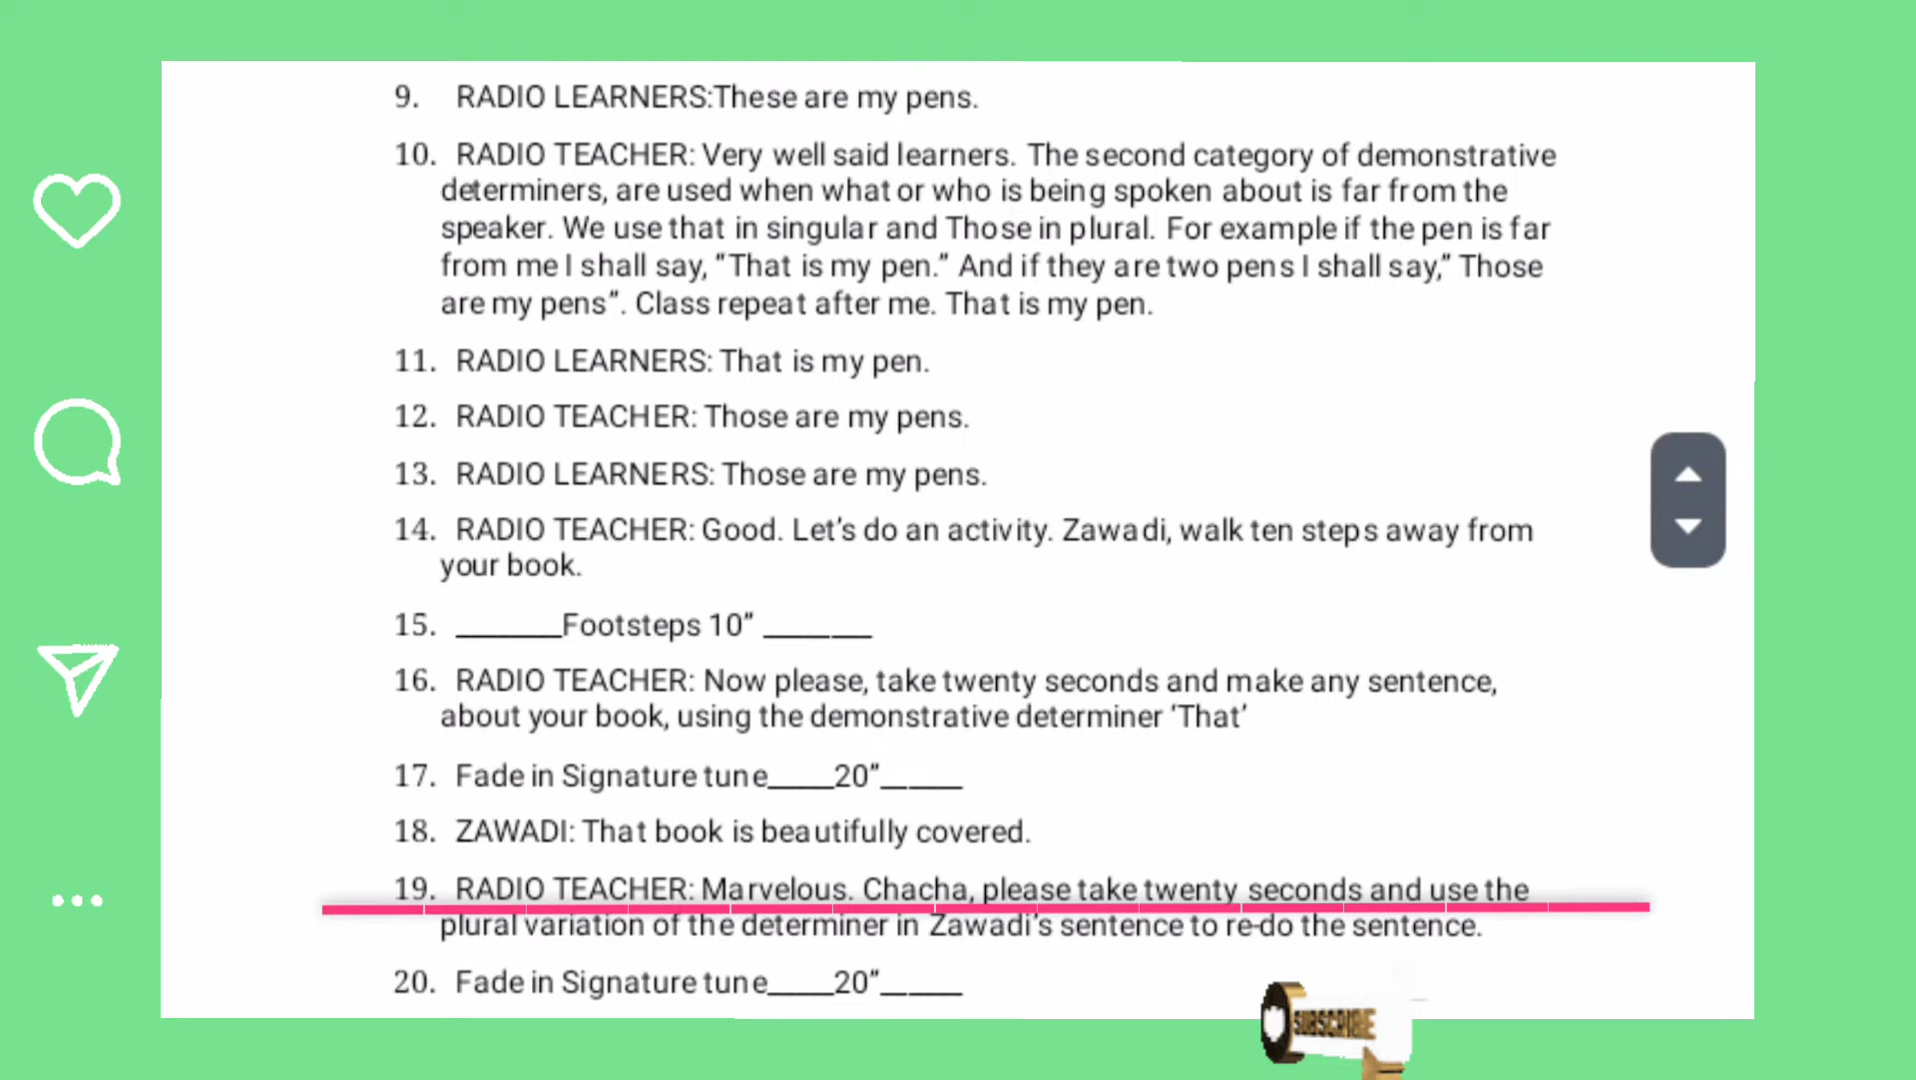 9. RADIO LEARNERS:These are my pens.
10. RADIO TEACHER: Very well said learners. The second category of demonstrative
determiners, are used when what or who is being spoken about is far from the
speaker. We use that in singular and Those in plural. For example if the pen is far
from me I shall say, “That is my pen.” And if they are two pens I shall say,” Those
are my pens”. Class repeat after me. That is my pen.
11. RADIO LEARNERS: That is my pen.
12. RADIO TEACHER: Those are my pens.
13. RADIO LEARNERS: Those are my pens.
14. RADIO TEACHER: Good. Let’s do an activity. Zawadi, walk ten steps away from
your book.
15. _______Footsteps 10” _______
16. RADIO TEACHER: Now please, take twenty seconds and make any sentence,
about your book, using the demonstrative determiner ‘That’
17. Fade in Signature tune____20”_____
18. ZAWADI: That book is beautifully covered.
19. RADIO TEACHER: Marvelous. Chacha, please take twenty seconds and use the
plural variation of the determiner in Zawadi’s sentence to re-do the sentence.
20. Fade in Signature tune____20”_____
SUBSCRIBE